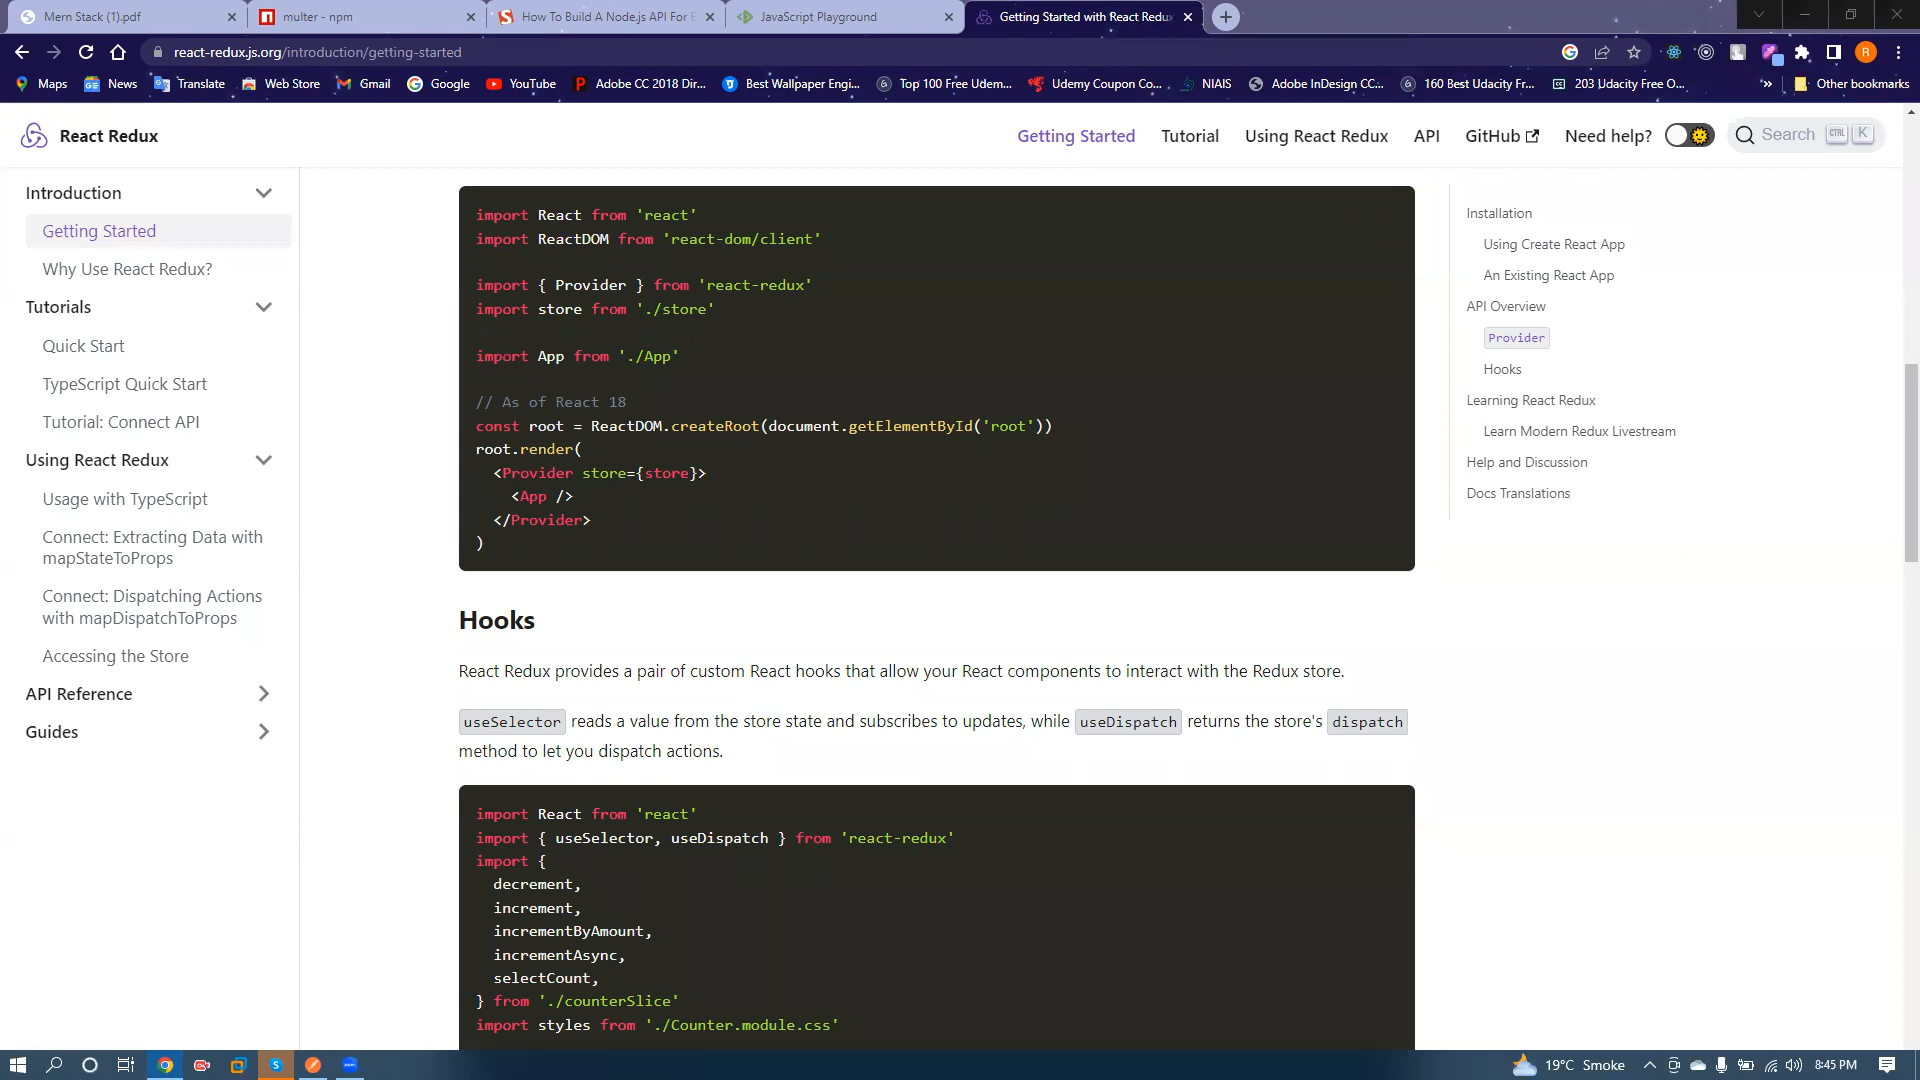 Mern Stack (1).pdf
multer - npm
How To Build A Node.js API For E
JavaScript Playground
Getting Started with React Redux
react-redux.js.org/introduction/getting-started
R
Maps
News
Translate
Web Store
Gmail
Google
YouTube
Adobe CC 2018 Dir...
Best Wallpaper Engi...
Top 100 Free Udem...
Udemy Coupon Co...
NIAIS
Adobe InDesign CC...
160 Best Udacity Fr...
203 Udacity Free O...
Other bookmarks
React Redux
Getting Started
Tutorial
Using React Redux
API
GitHub
Need help?
Search
CTRL
K
Introduction
Getting Started
Why Use React Redux?
Tutorials
Quick Start
TypeScript Quick Start
Tutorial: Connect API
Using React Redux
Usage with TypeScript
Connect: Extracting Data with
mapStateToProps
Connect: Dispatching Actions
with mapDispatchToProps
Accessing the Store
API Reference
Guides
import React from 'react'
import ReactDOM from 'react-dom/client'
import { Provider } from 'react-redux'
import store from './store'
import App from './App'
// As of React 18
const root = ReactDOM.createRoot(document.getElementById('root'))
root.render(
<Provider store={store}>
<App />
</Provider>
)
Hooks
React Redux provides a pair of custom React hooks that allow your React components to interact with the Redux store.
useSelector reads a value from the store state and subscribes to updates, while useDispatch returns the store's dispatch
method to let you dispatch actions.
import React from 'react'
import { useSelector, useDispatch } from 'react-redux'
import {
decrement,
increment,
incrementByAmount,
incrementAsync,
selectCount,
} from './counterSlice'
import styles from './Counter.module.css'
Installation
Using Create React App
An Existing React App
API Overview
Provider
Hooks
Learning React Redux
Learn Modern Redux Livestream
Help and Discussion
Docs Translations
19°C Smoke
8:45 PM